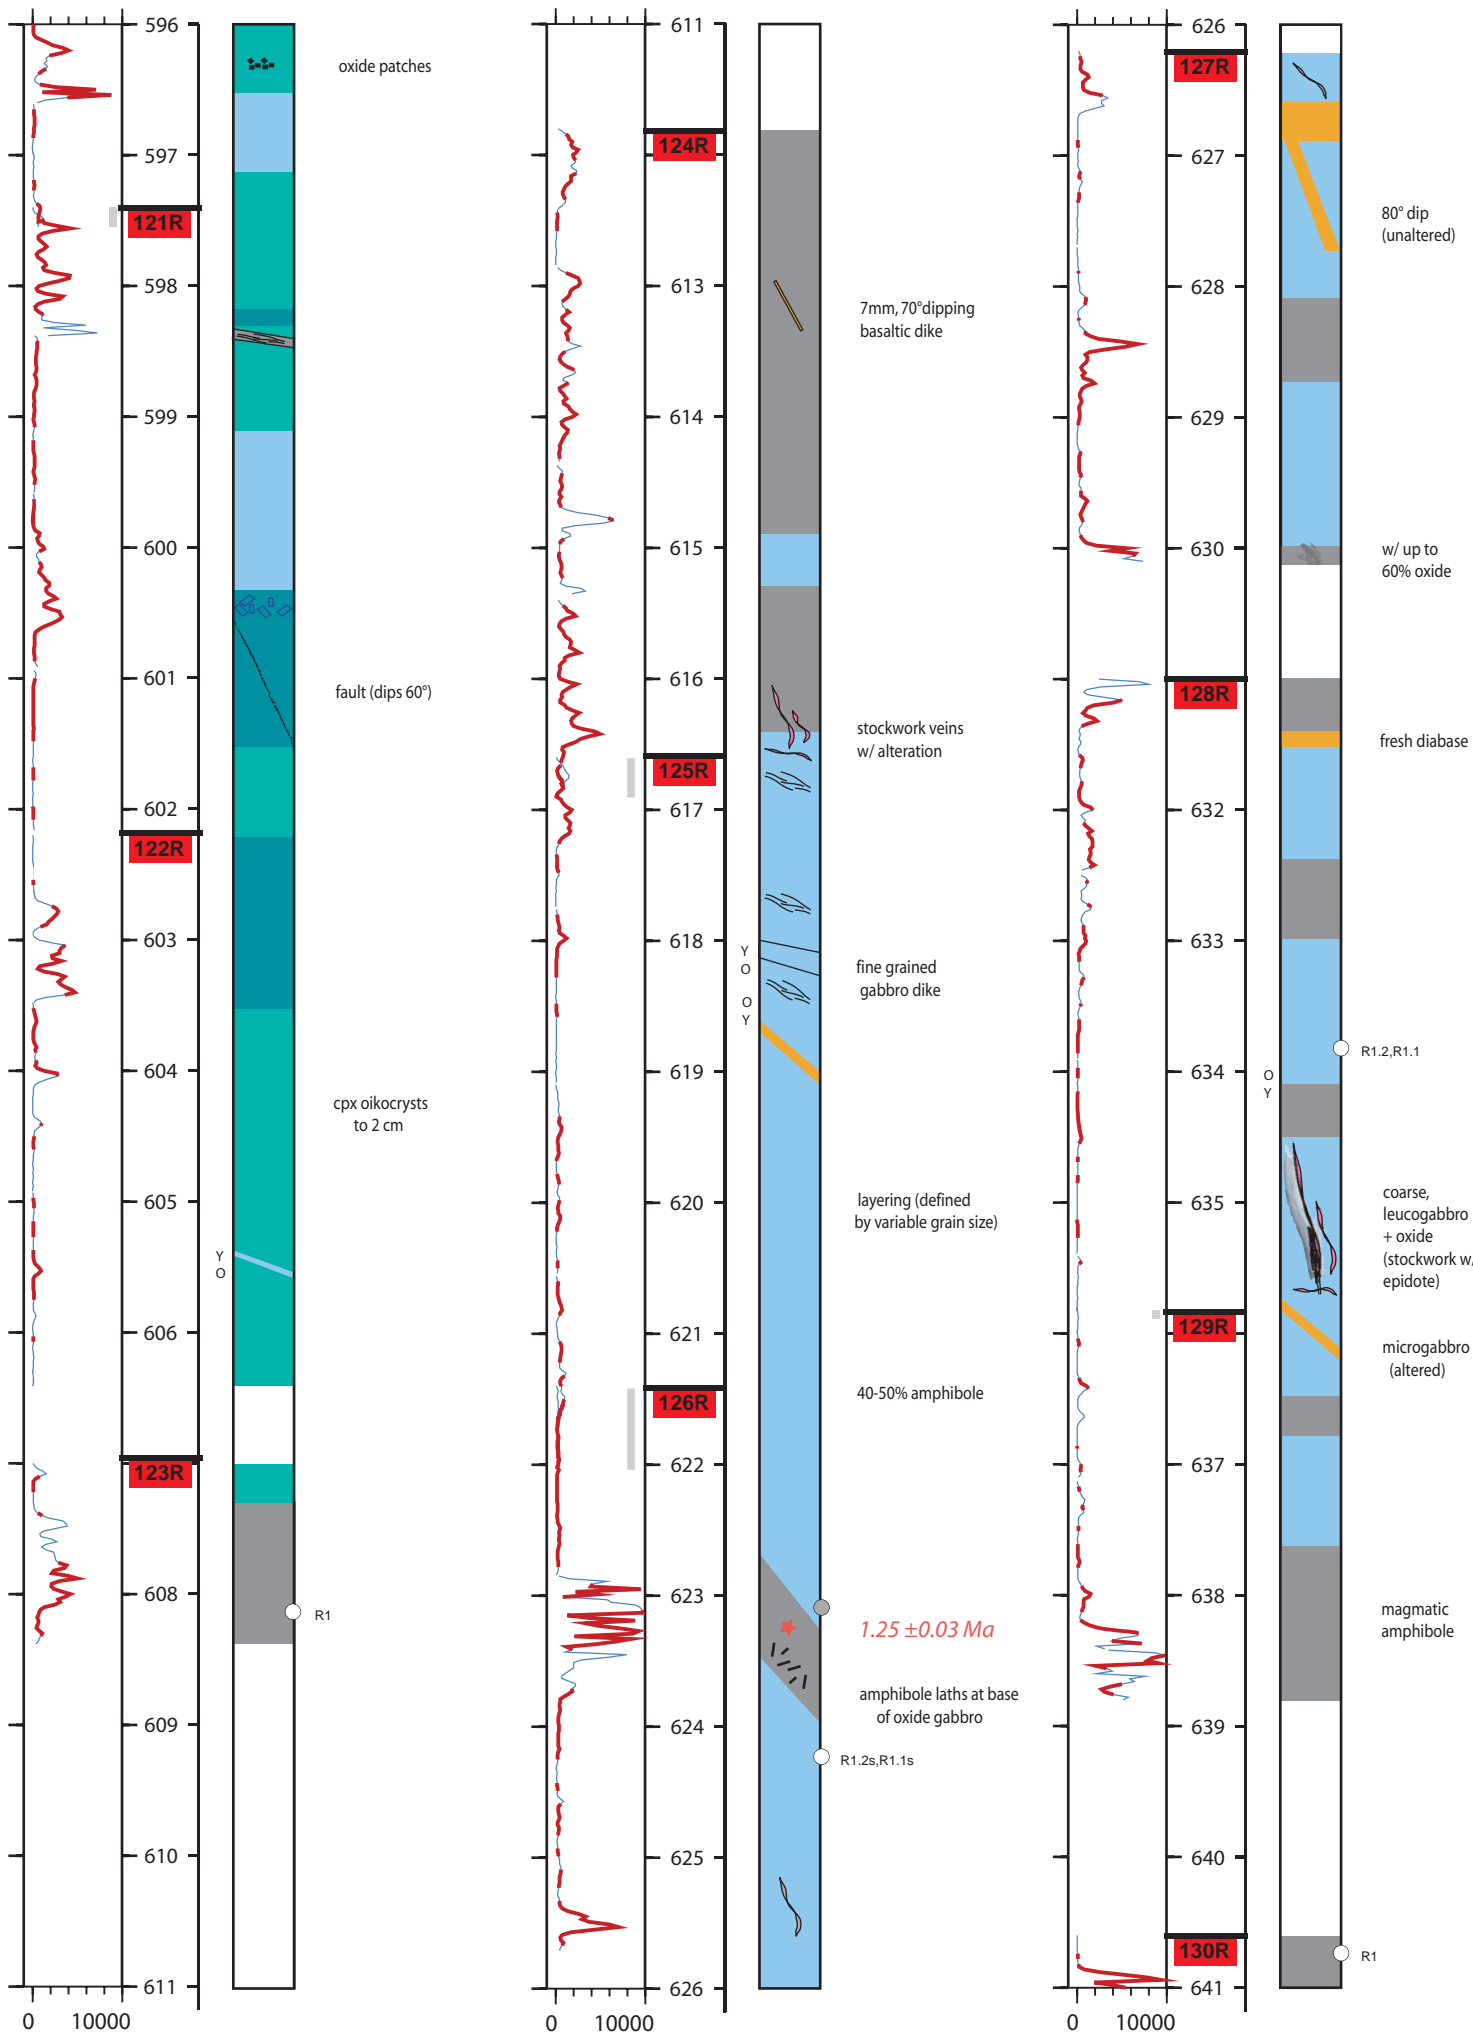 596
597
121R
598
599
600
601
602
122R
603
604
605
606
123R
608
609
610
611
0
10000
oxide patches
fault (dips 60°)
cpx oikocrysts
to 2 cm
Y
O
R1
611
124R
613
614
615
616
125R
617
618
619
620
621
126R
622
623
624
625
626
0
10000
7mm, 70°dipping
basaltic dike
stockwork veins
w/ alteration
Y
O
O
Y
fine grained
gabbro dike
layering (defined
by variable grain size)
40-50% amphibole
1.25 ±0.03 Ma
amphibole laths at base
of oxide gabbro
R1.2s,R1.1s
626
127R
627
628
629
630
128R
632
633
634
635
129R
637
638
639
640
130R
641
0
10000
80° dip
(unaltered)
w/ up to
60% oxide
fresh diabase
R1.2,R1.1
O
Y
coarse,
leucogabbro
+ oxide
(stockwork w/
epidote)
microgabbro
(altered)
magmatic
amphibole
R1